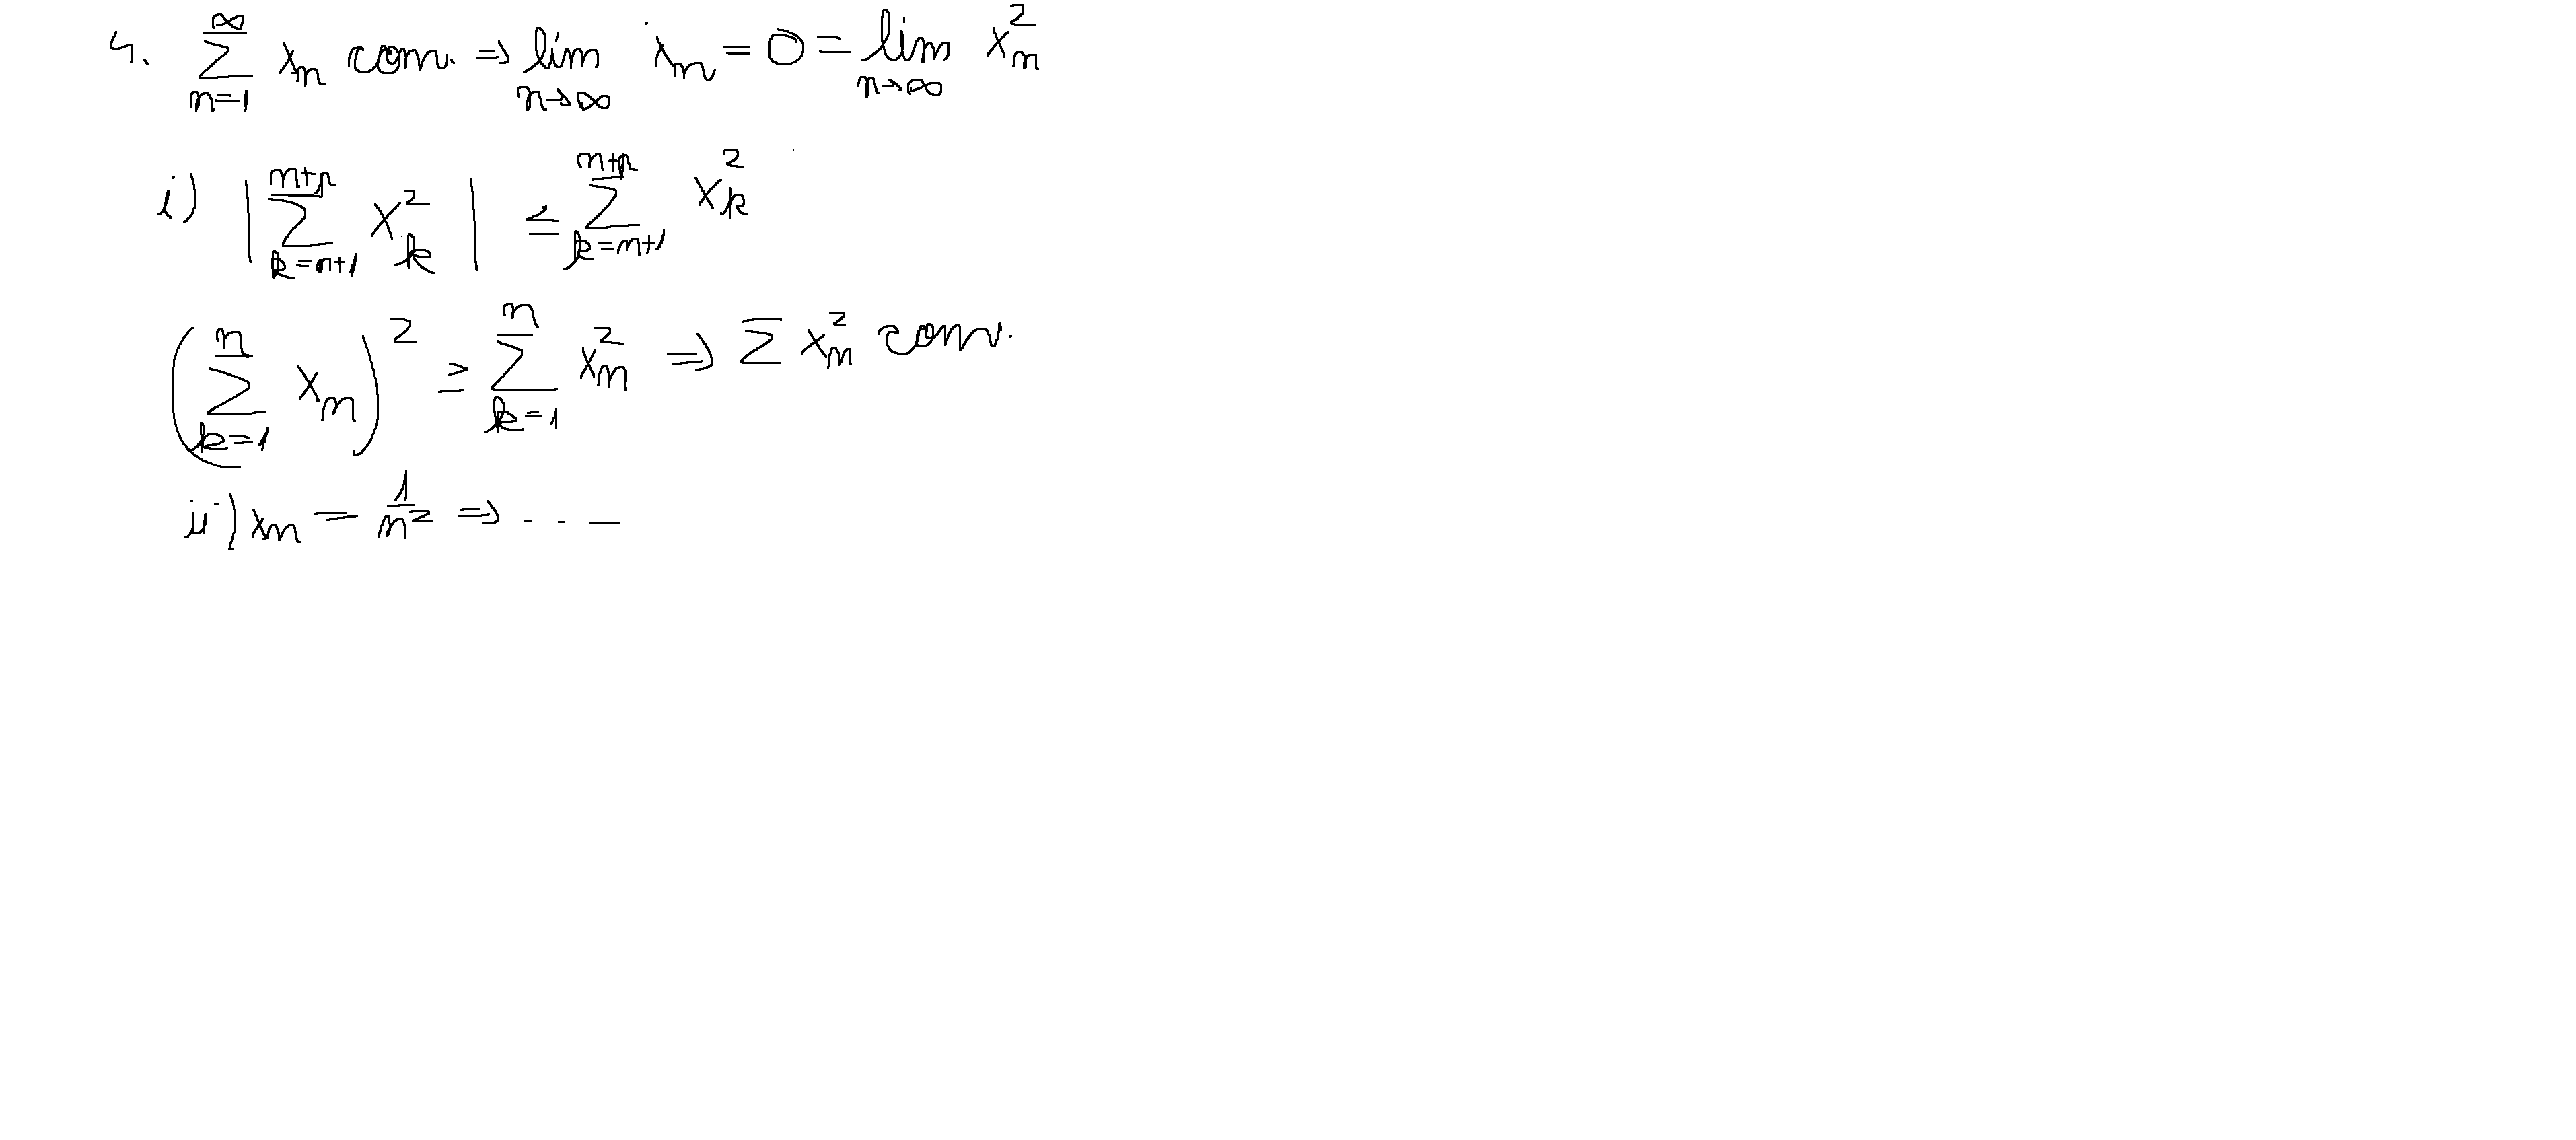 4. ∑_{n=1}^{∞} x_n conv. ⇒ lim_{n→∞} x_n = 0 = lim_{n→∞} x_n^2
i) |∑_{k=n+1}^{n+p} x_k^2| ≤ ∑_{k=n+1}^{n+p} x_k^2
(∑_{k=1}^{n} x_n)^2 ≥ ∑_{k=1}^{n} x_n^2 ⇒ ∑ x_n^2 conv.
ii) x_n = 1/n^2 ⇒ ...